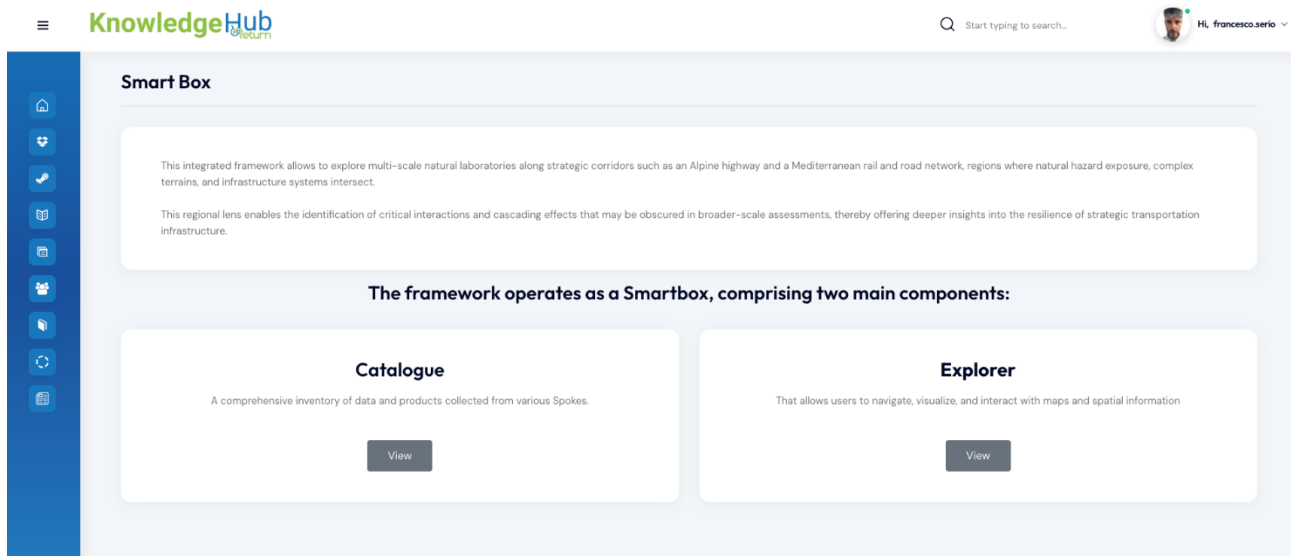 KnowledgeHub
@Return
Start typing to search...
Hi, francesco.serio
Smart Box
This integrated framework allows to explore multi-scale natural laboratories along strategic corridors such as an Alpine highway and a Mediterranean rail and road network, regions where natural hazard exposure, complex
terrains, and infrastructure systems intersect.
This regional lens enables the identification of critical interactions and cascading effects that may be obscured in broader-scale assessments, thereby offering deeper insights into the resilience of strategic transportation
infrastructure.
The framework operates as a Smartbox, comprising two main components:
Catalogue
A comprehensive inventory of data and products collected from various Spokes.
View
Explorer
That allows users to navigate, visualize, and interact with maps and spatial information
View